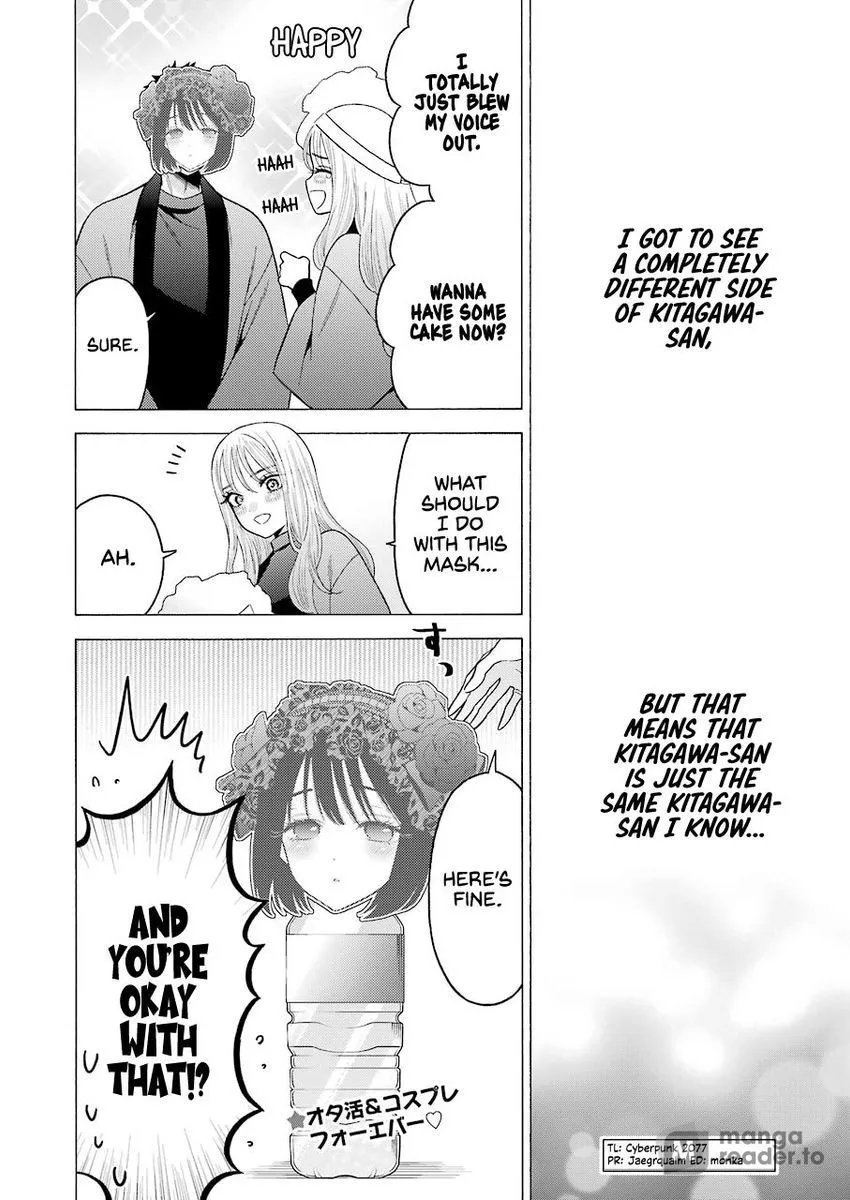 I GOT TO SEE
A COMPLETELY
DIFFERENT SIDE
OF KITAGAWA-
SAN,
BUT THAT
MEANS THAT
KITAGAWA-SAN
IS JUST THE
SAME KITAGAWA-
SAN I KNOW...
I
TOTALLY
JUST BLEW
MY VOICE
OUT.
HAPPY
HAAH
HAAH
WANNA
HAVE SOME
CAKE NOW?
SURE.
WHAT
SHOULD
I DO
WITH THIS
MASK...
AH.
すっ
HERE'S
FINE.
AND
YOU'RE
OKAY
WITH
THAT!?
★オタ活&コスプレ
フォーエバー♡
TL: Cyberpunk 2077
PR: Jaegrquaim ED: monka
M manga
reader.to